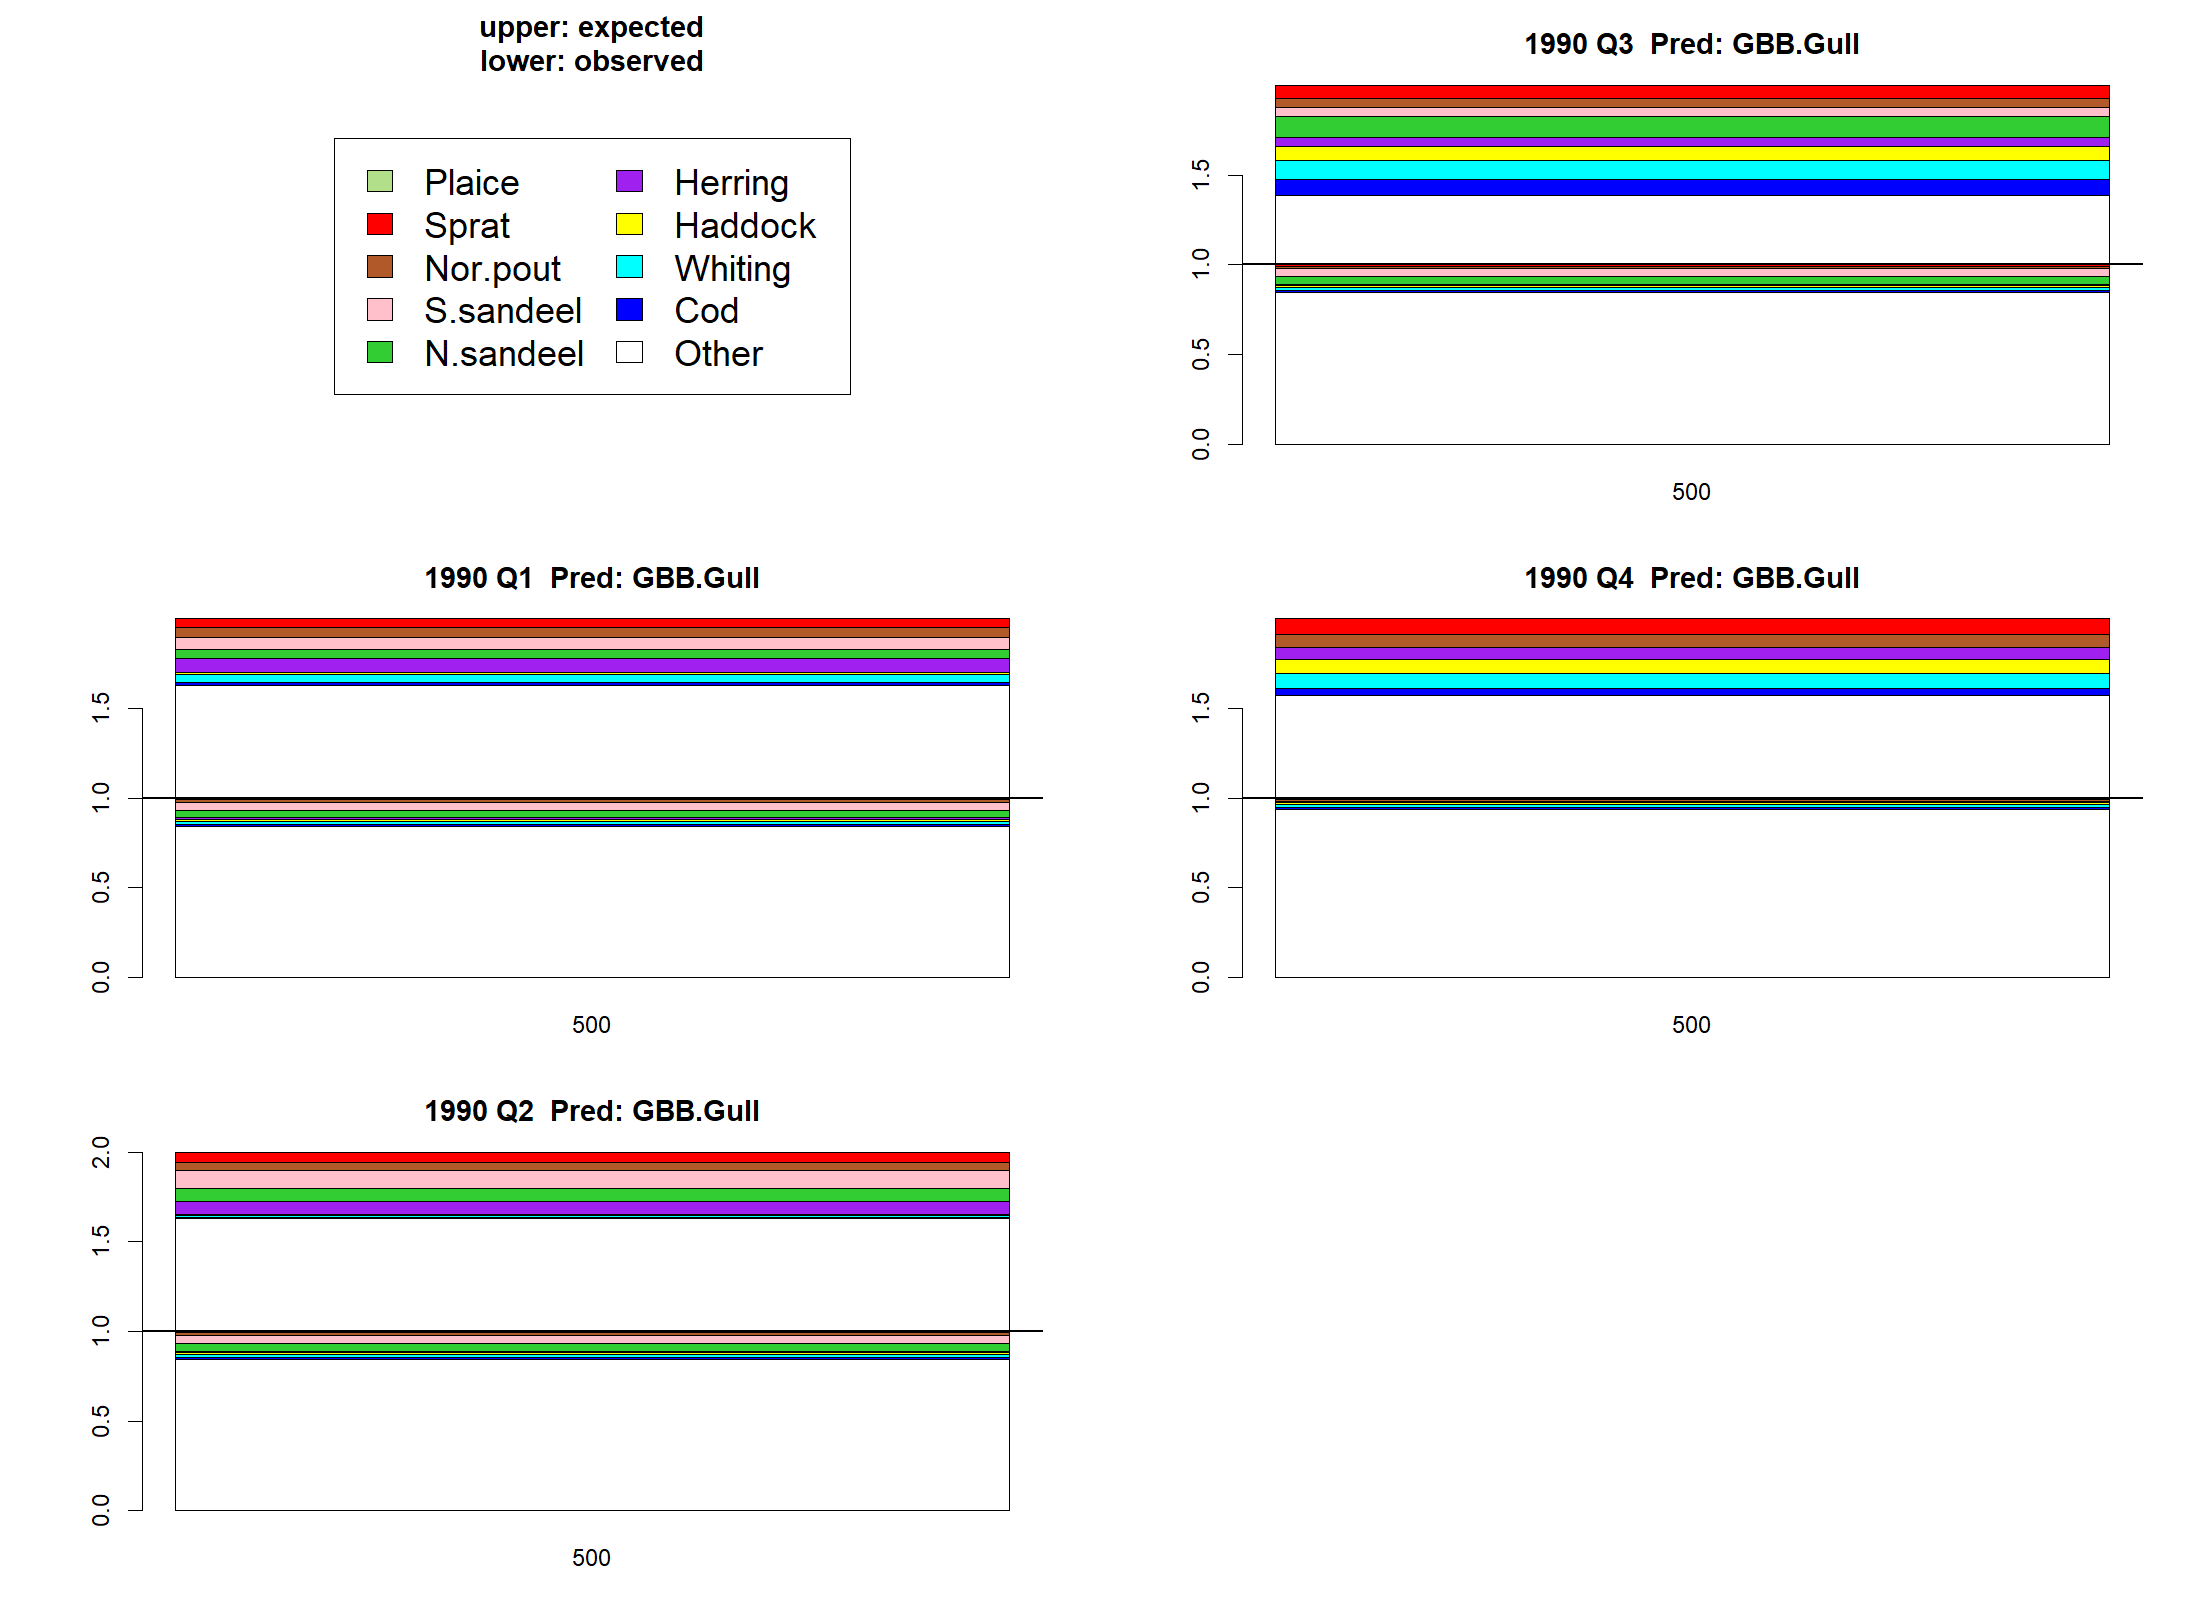 upper: expected
lower: observed
Plaice
Sprat
Nor.pout
S.sandeel
N.sandeel
Herring
Haddock
Whiting
Cod
Other
1990 Q3  Pred: GBB.Gull
1.5
1.0
0.5
0.0
500
1990 Q1  Pred: GBB.Gull
1.5
1.0
0.5
0.0
500
1990 Q4  Pred: GBB.Gull
1.5
1.0
0.5
0.0
500
1990 Q2  Pred: GBB.Gull
2.0
1.5
1.0
0.5
0.0
500